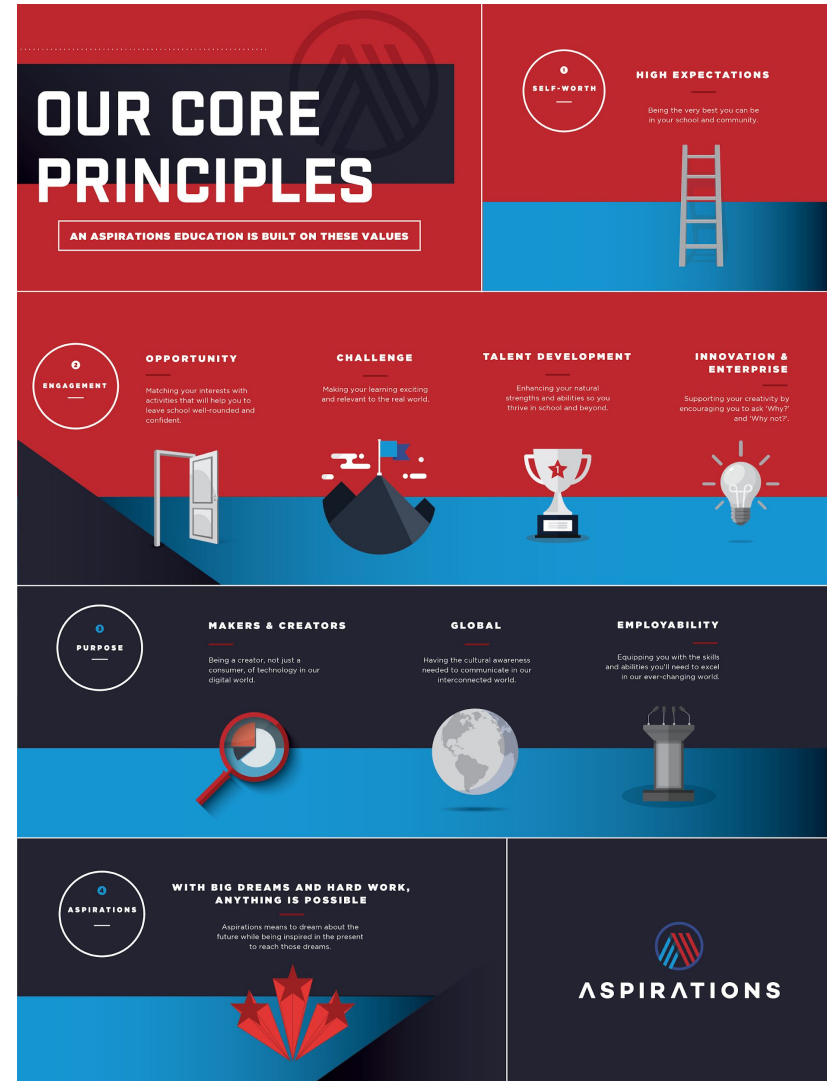 OUR CORE
PRINCIPLES
AN ASPIRATIONS EDUCATION IS BUILT ON THESE VALUES
1
SELF-WORTH
HIGH EXPECTATIONS
Being the very best you can be
in your school and community.
2
ENGAGEMENT
OPPORTUNITY
Matching your interests with
activities that will help you to
leave school well-rounded and
confident.
CHALLENGE
Making your learning exciting
and relevant to the real world.
TALENT DEVELOPMENT
Enhancing your natural
strengths and abilities so you
thrive in school and beyond.
1
INNOVATION &
ENTERPRISE
Supporting your creativity by
encouraging you to ask 'Why?'
and 'Why not?'.
3
PURPOSE
MAKERS & CREATORS
Being a creator, not just a
consumer, of technology in our
digital world.
GLOBAL
Having the cultural awareness
needed to communicate in our
interconnected world.
EMPLOYABILITY
Equipping you with the skills
and abilities you'll need to excel
in our ever-changing world.
4
ASPIRATIONS
WITH BIG DREAMS AND HARD WORK,
ANYTHING IS POSSIBLE
Aspirations means to dream about the
future while being inspired in the present
to reach those dreams.
ASPIRATIONS